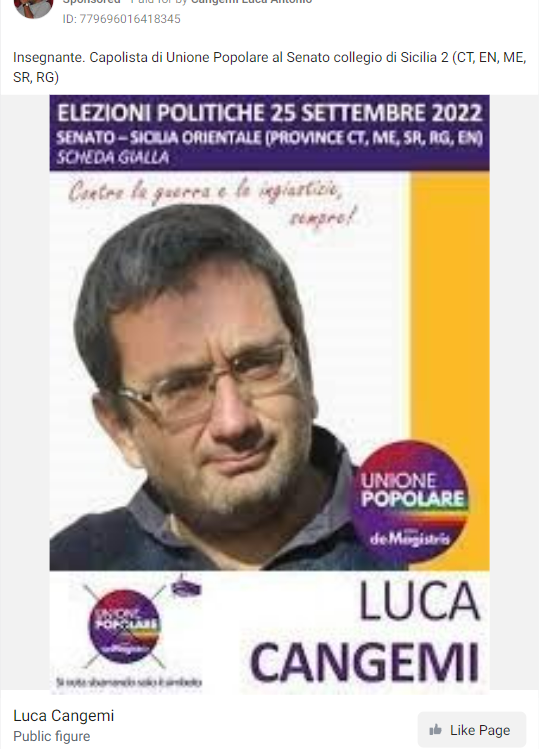 Sponsored · Paid for by Cangemi Luca Antonio
ID: 779696016418345
Insegnante. Capolista di Unione Popolare al Senato collegio di Sicilia 2 (CT, EN, ME,
SR, RG)
ELEZIONI POLITICHE 25 SETTEMBRE 2022
SENATO – SICILIA ORIENTALE (PROVINCE CT, ME, SR, RG, EN)
SCHEDA GIALLA
Contro la guerra e le ingiustizie,
sempre!
UNIONE
POPOLARE
de Magistris
UNIONE
POPOLARE
de Magistris
LUCA
CANGEMI
Si vota sbarrando solo il simbolo
Luca Cangemi
Public figure
Like Page